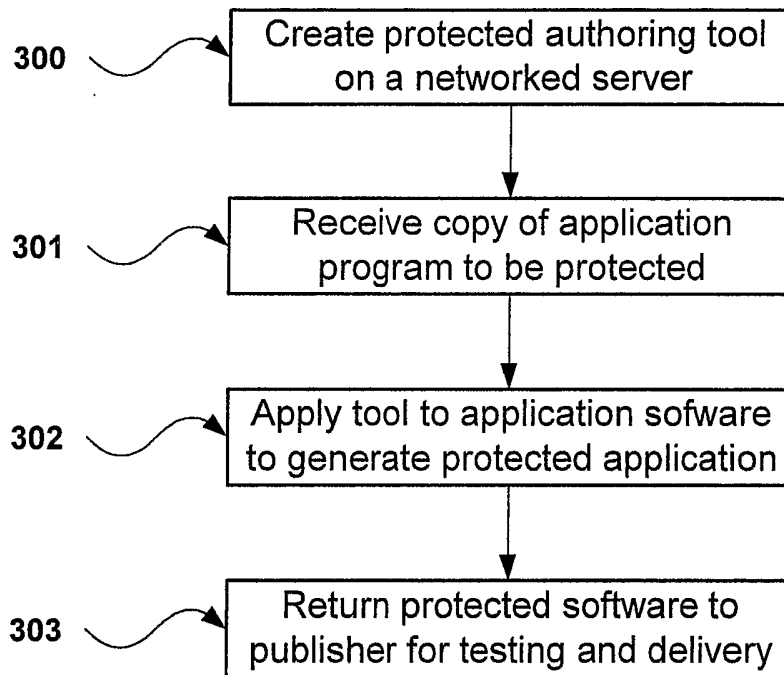 300
Create protected authoring tool
on a networked server
301
Receive copy of application
program to be protected
302
Apply tool to application sofware
to generate protected application
303
Return protected software to
publisher for testing and delivery